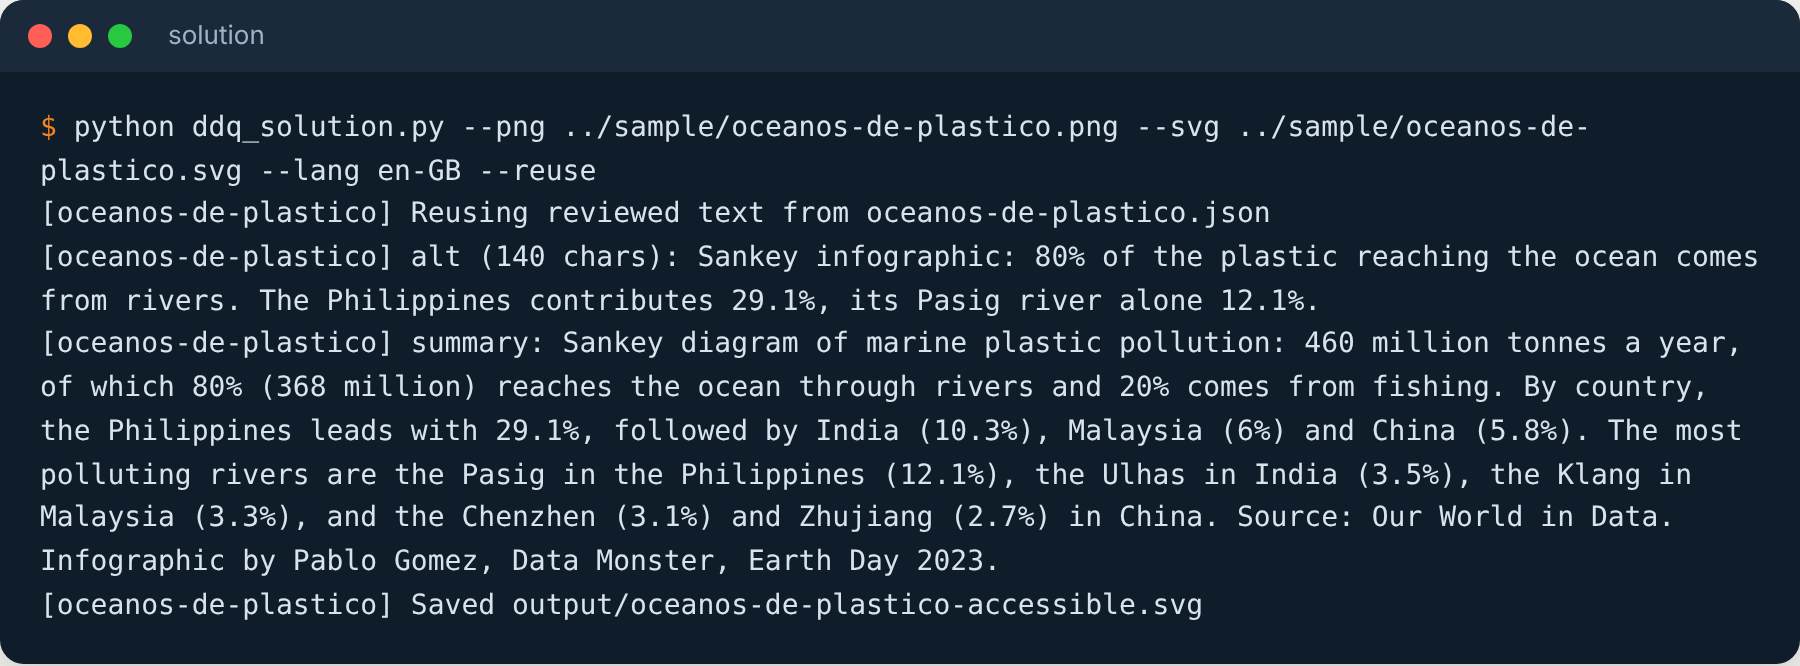 solution
$ python ddq_solution.py --png ../sample/oceanos-de-plastico.png --svg ../sample/oceanos-de-
plastico.svg --lang en-GB --reuse
[oceanos-de-plastico] Reusing reviewed text from oceanos-de-plastico.json
[oceanos-de-plastico] alt (140 chars): Sankey infographic: 80% of the plastic reaching the ocean comes
from rivers. The Philippines contributes 29.1%, its Pasig river alone 12.1%.
[oceanos-de-plastico] summary: Sankey diagram of marine plastic pollution: 460 million tonnes a year,
of which 80% (368 million) reaches the ocean through rivers and 20% comes from fishing. By country,
the Philippines leads with 29.1%, followed by India (10.3%), Malaysia (6%) and China (5.8%). The most
polluting rivers are the Pasig in the Philippines (12.1%), the Ulhas in India (3.5%), the Klang in
Malaysia (3.3%), and the Chenzhen (3.1%) and Zhujiang (2.7%) in China. Source: Our World in Data.
Infographic by Pablo Gomez, Data Monster, Earth Day 2023.
[oceanos-de-plastico] Saved output/oceanos-de-plastico-accessible.svg